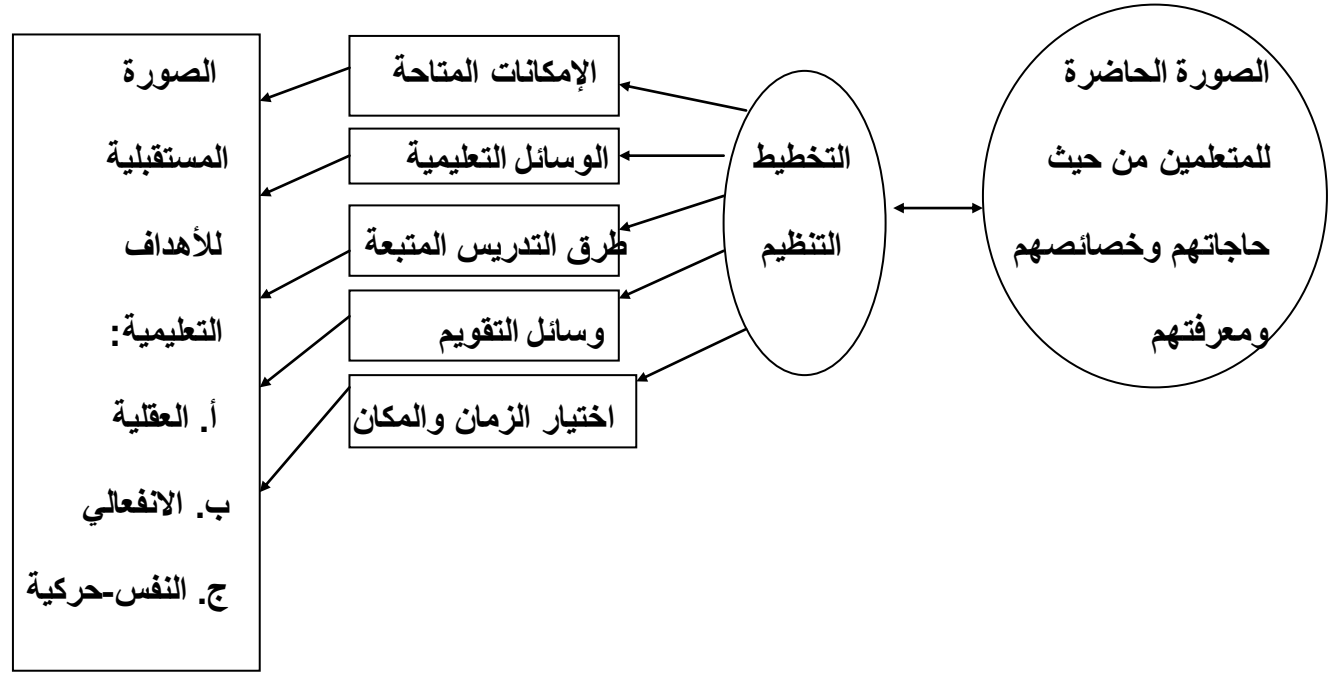 الصورة الحاضرة
للمتعلمين من حيث
حاجاتهم وخصائصهم
ومعرفتهم
التخطيط
التنظيم
الإمكانات المتاحة
الوسائل التعليمية
طرق التدريس المتبعة
وسائل التقويم
اختيار الزمان والمكان
الصورة
المستقبلية
للأهداف
التعليمية:
أ. العقلية
ب. الانفعالي
ج. النفس-حركية